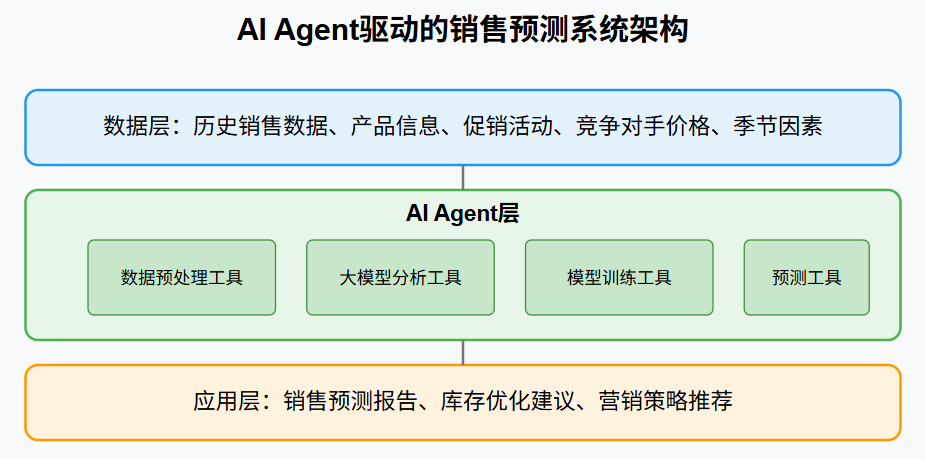 AI Agent驱动的销售预测系统架构
数据层：历史销售数据、产品信息、促销活动、竞争对手价格、季节因素
AI Agent层
数据预处理工具
大模型分析工具
模型训练工具
预测工具
应用层：销售预测报告、库存优化建议、营销策略推荐